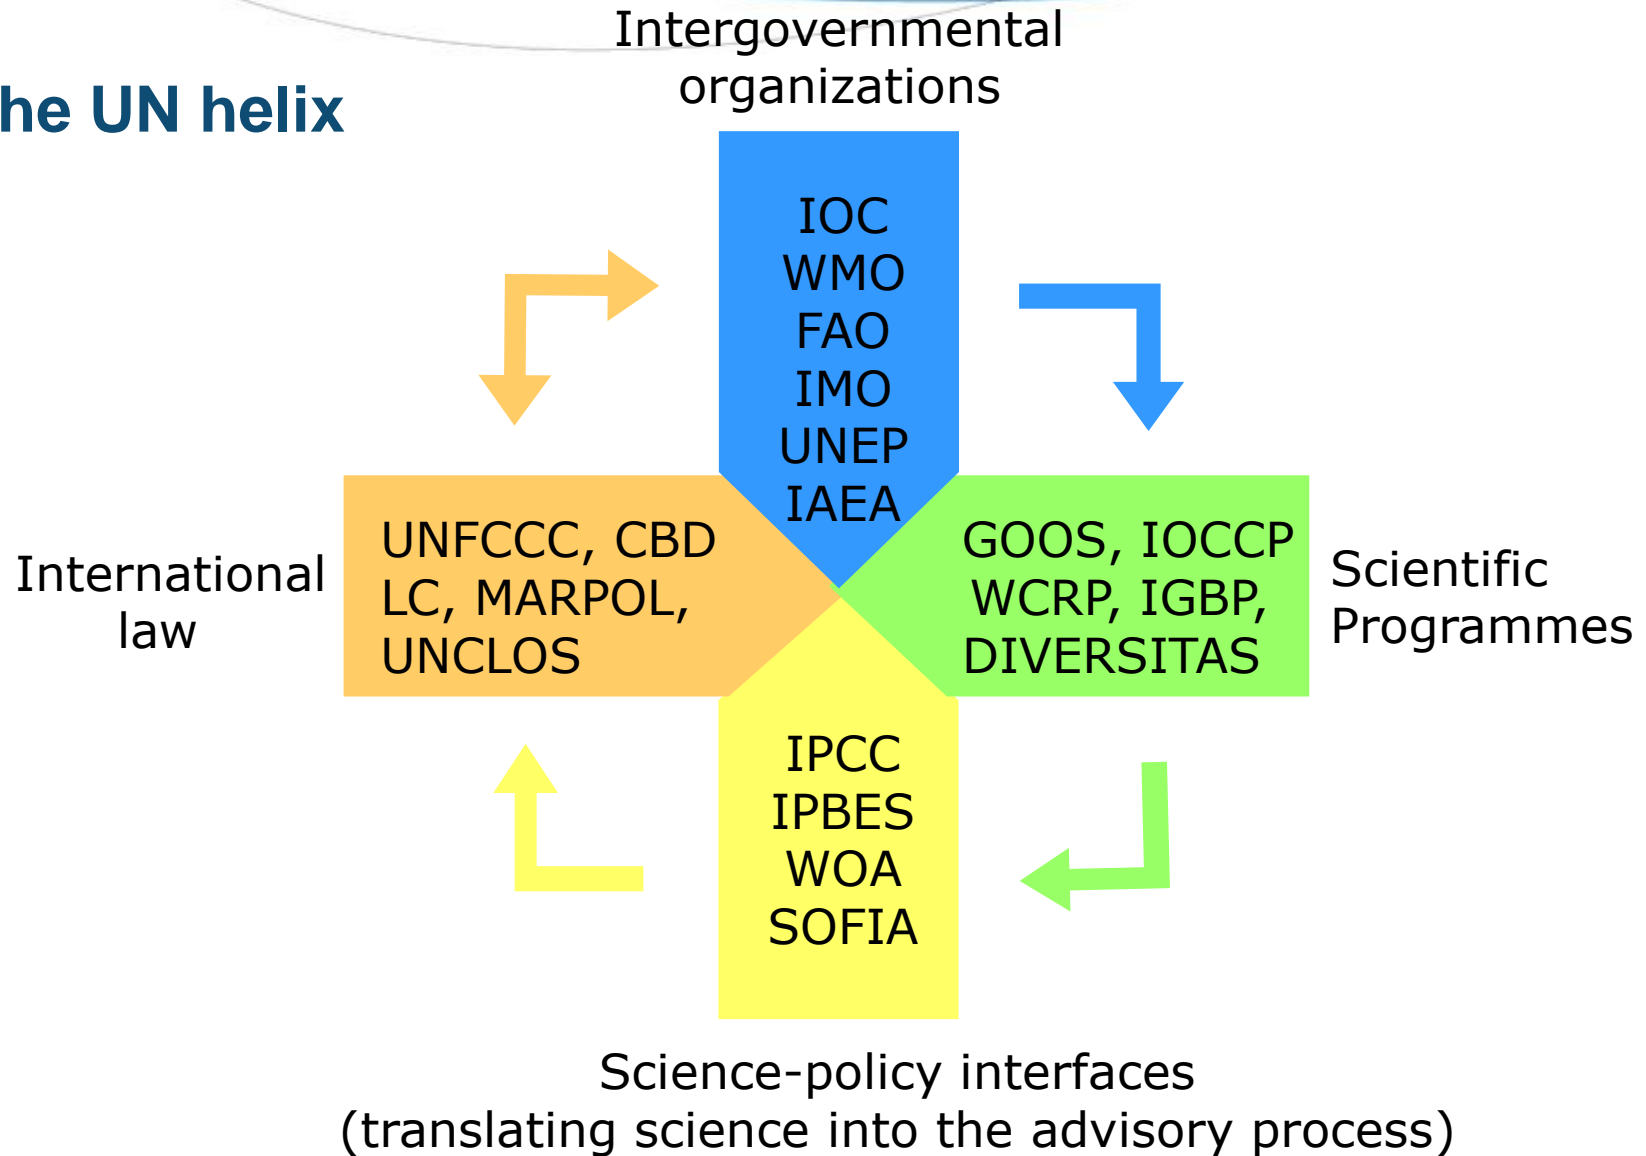 Intergovernmental
organizations
he UN helix
IOC
WMO
FAO
IMO
UNEP
IAEA
International
law
UNFCCC, CBD
LC, MARPOL,
UNCLOS
GOOS, IOCCP
WCRP, IGBP,
DIVERSITAS
Scientific
Programmes
IPCC
IPBES
WOA
SOFIA
Science-policy interfaces
(translating science into the advisory process)